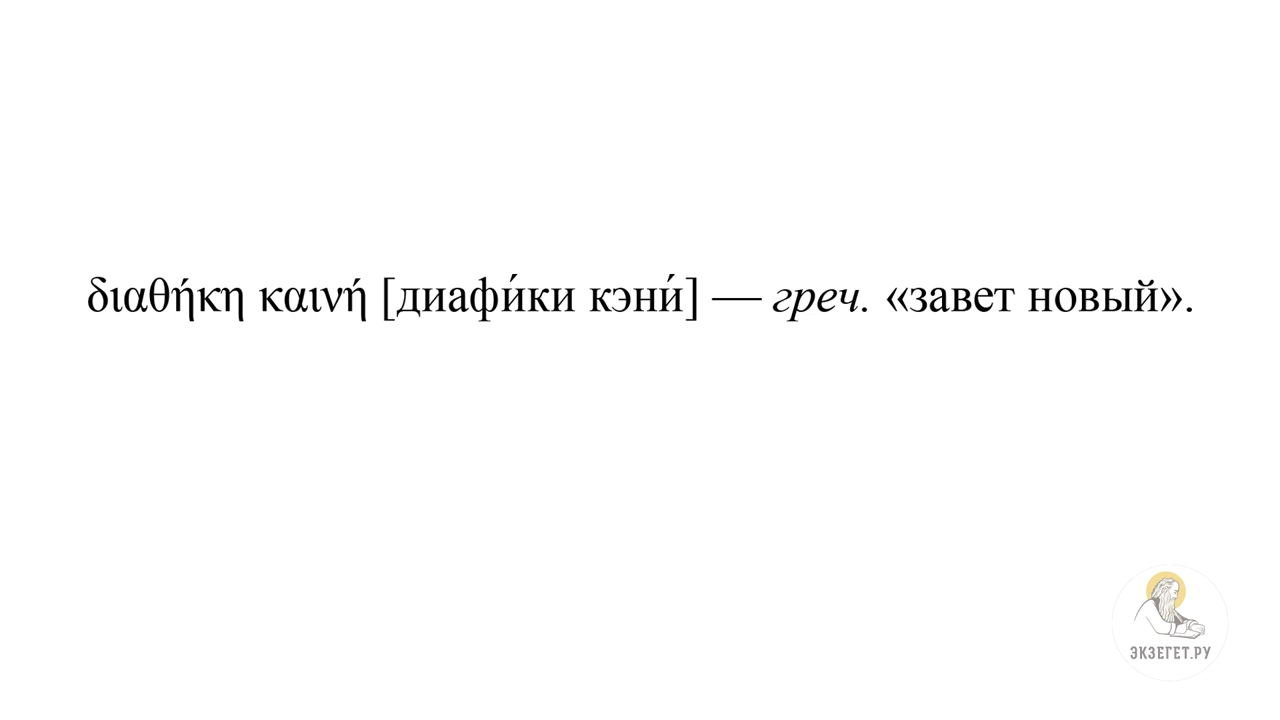 διαθήκη καινή [диафи́ки кэни́] — греч. «завет новый».
ЭКЗЕГЕТ.РУ